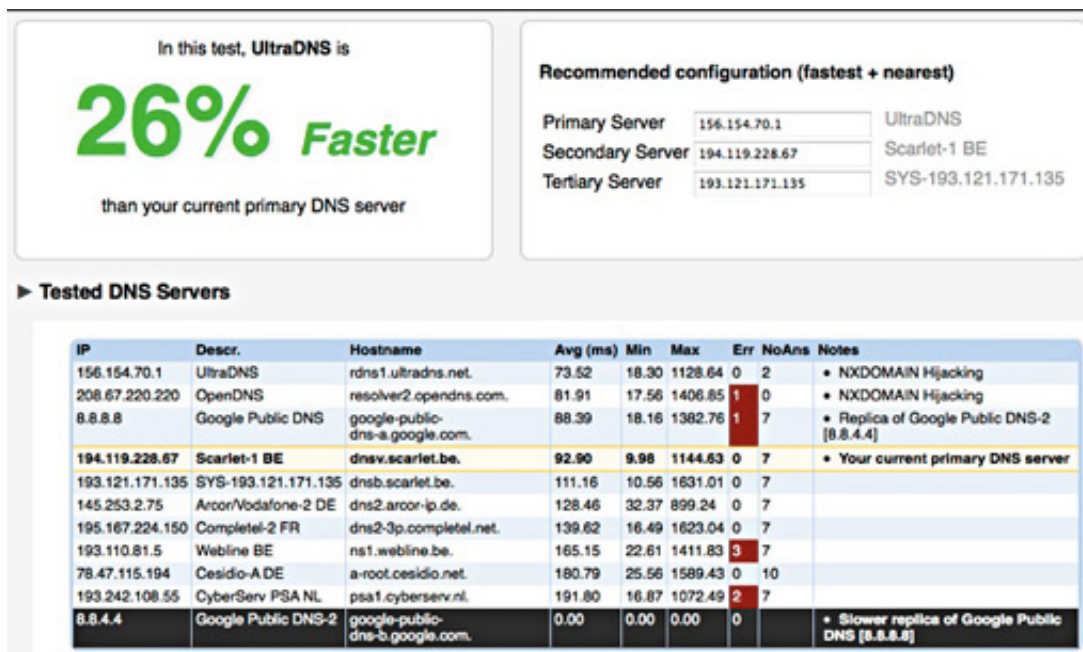 In this test, UltraDNS is
26% Faster
than your current primary DNS server
Recommended configuration (fastest + nearest)
Primary Server 156.154.70.1 UltraDNS
Secondary Server 194.119.228.67 Scarlet-1 BE
Tertiary Server 193.121.171.135 SYS-193.121.171.135
Tested DNS Servers
IP Descr. Hostname Avg (ms) Min Max Err NoAns Notes
156.154.70.1 UltraDNS rdns1.ultradns.net. 73.52 18.30 1128.64 0 2 • NXDOMAIN Hijacking
208.67.220.220 OpenDNS resolver2.opendns.com. 81.91 17.56 1406.85 1 0 • NXDOMAIN Hijacking
8.8.8.8 Google Public DNS google-public- 88.39 18.16 1382.76 1 7 • Replica of Google Public DNS-2
dns-a.google.com. [8.8.4.4]
194.119.228.67 Scarlet-1 BE dnsv.scarlet.be. 92.90 9.98 1144.63 0 7 • Your current primary DNS server
193.121.171.135 SYS-193.121.171.135 dnsb.scarlet.be. 111.16 10.56 1631.01 0 7
145.253.2.75 Arcor/Vodafone-2 DE dns2.arcor-ip.de. 128.46 32.37 899.24 0 7
195.167.224.150 Completel-2 FR dns2-3p.completel.net. 139.62 16.49 1623.04 0 7
193.110.81.5 Webline BE ns1.webline.be. 165.15 22.61 1411.83 3 7
78.47.115.194 Cesidio-A DE a-root.cesidio.net. 180.79 25.56 1589.43 0 10
193.242.108.55 CyberServ PSA NL psa1.cyberserv.nl. 191.80 16.87 1072.49 2 7
8.8.4.4 Google Public DNS-2 google-public- 0.00 0.00 0.00 0 • Slower replica of Google Public
dns-b.google.com. DNS [8.8.8.8]